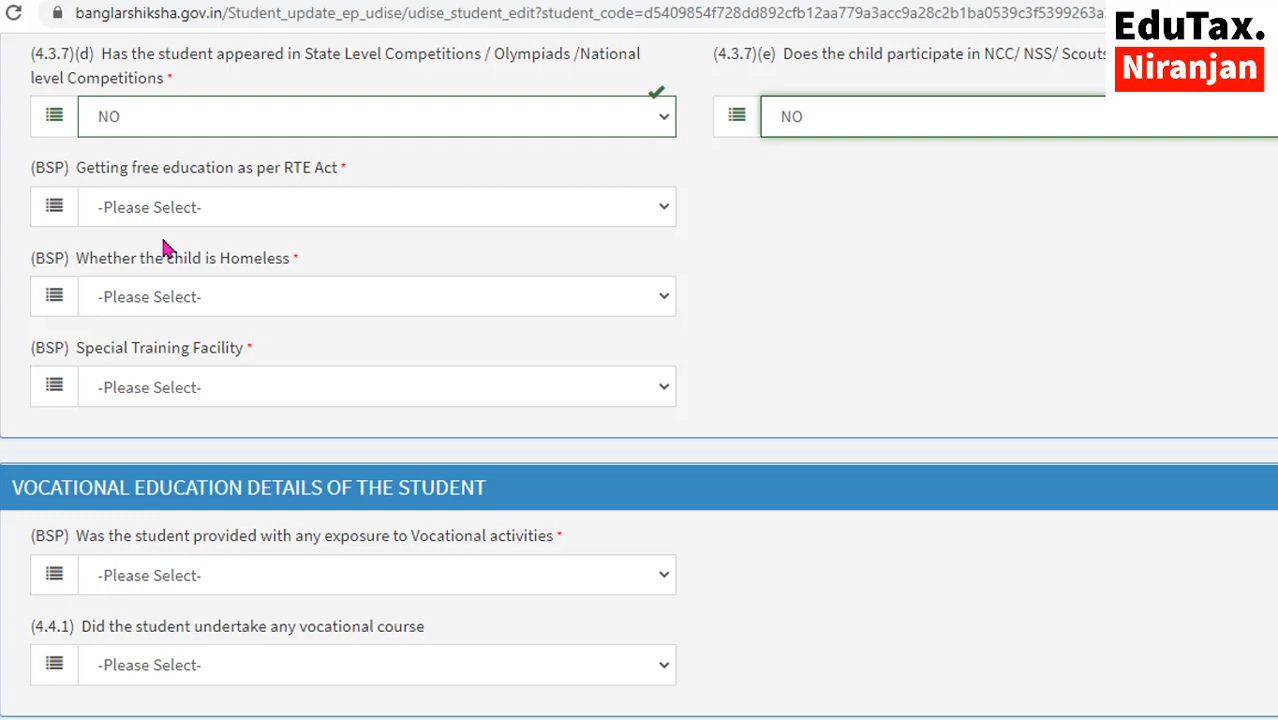 banglarshiksha.gov.in/Student_update_ep_udise/udise_student_edit?student_code=d5409854f728dd892cfb12aa779a3acc9a28c2b1ba0539c3f5399263a
EduTax.
Niranjan
(4.3.7)(d) Has the student appeared in State Level Competitions / Olympiads /National
level Competitions *
NO
(4.3.7)(e) Does the child participate in NCC/ NSS/ Scouts
NO
(BSP) Getting free education as per RTE Act *
-Please Select-
(BSP) Whether the child is Homeless *
-Please Select-
(BSP) Special Training Facility *
-Please Select-
VOCATIONAL EDUCATION DETAILS OF THE STUDENT
(BSP) Was the student provided with any exposure to Vocational activities *
-Please Select-
(4.4.1) Did the student undertake any vocational course
-Please Select-